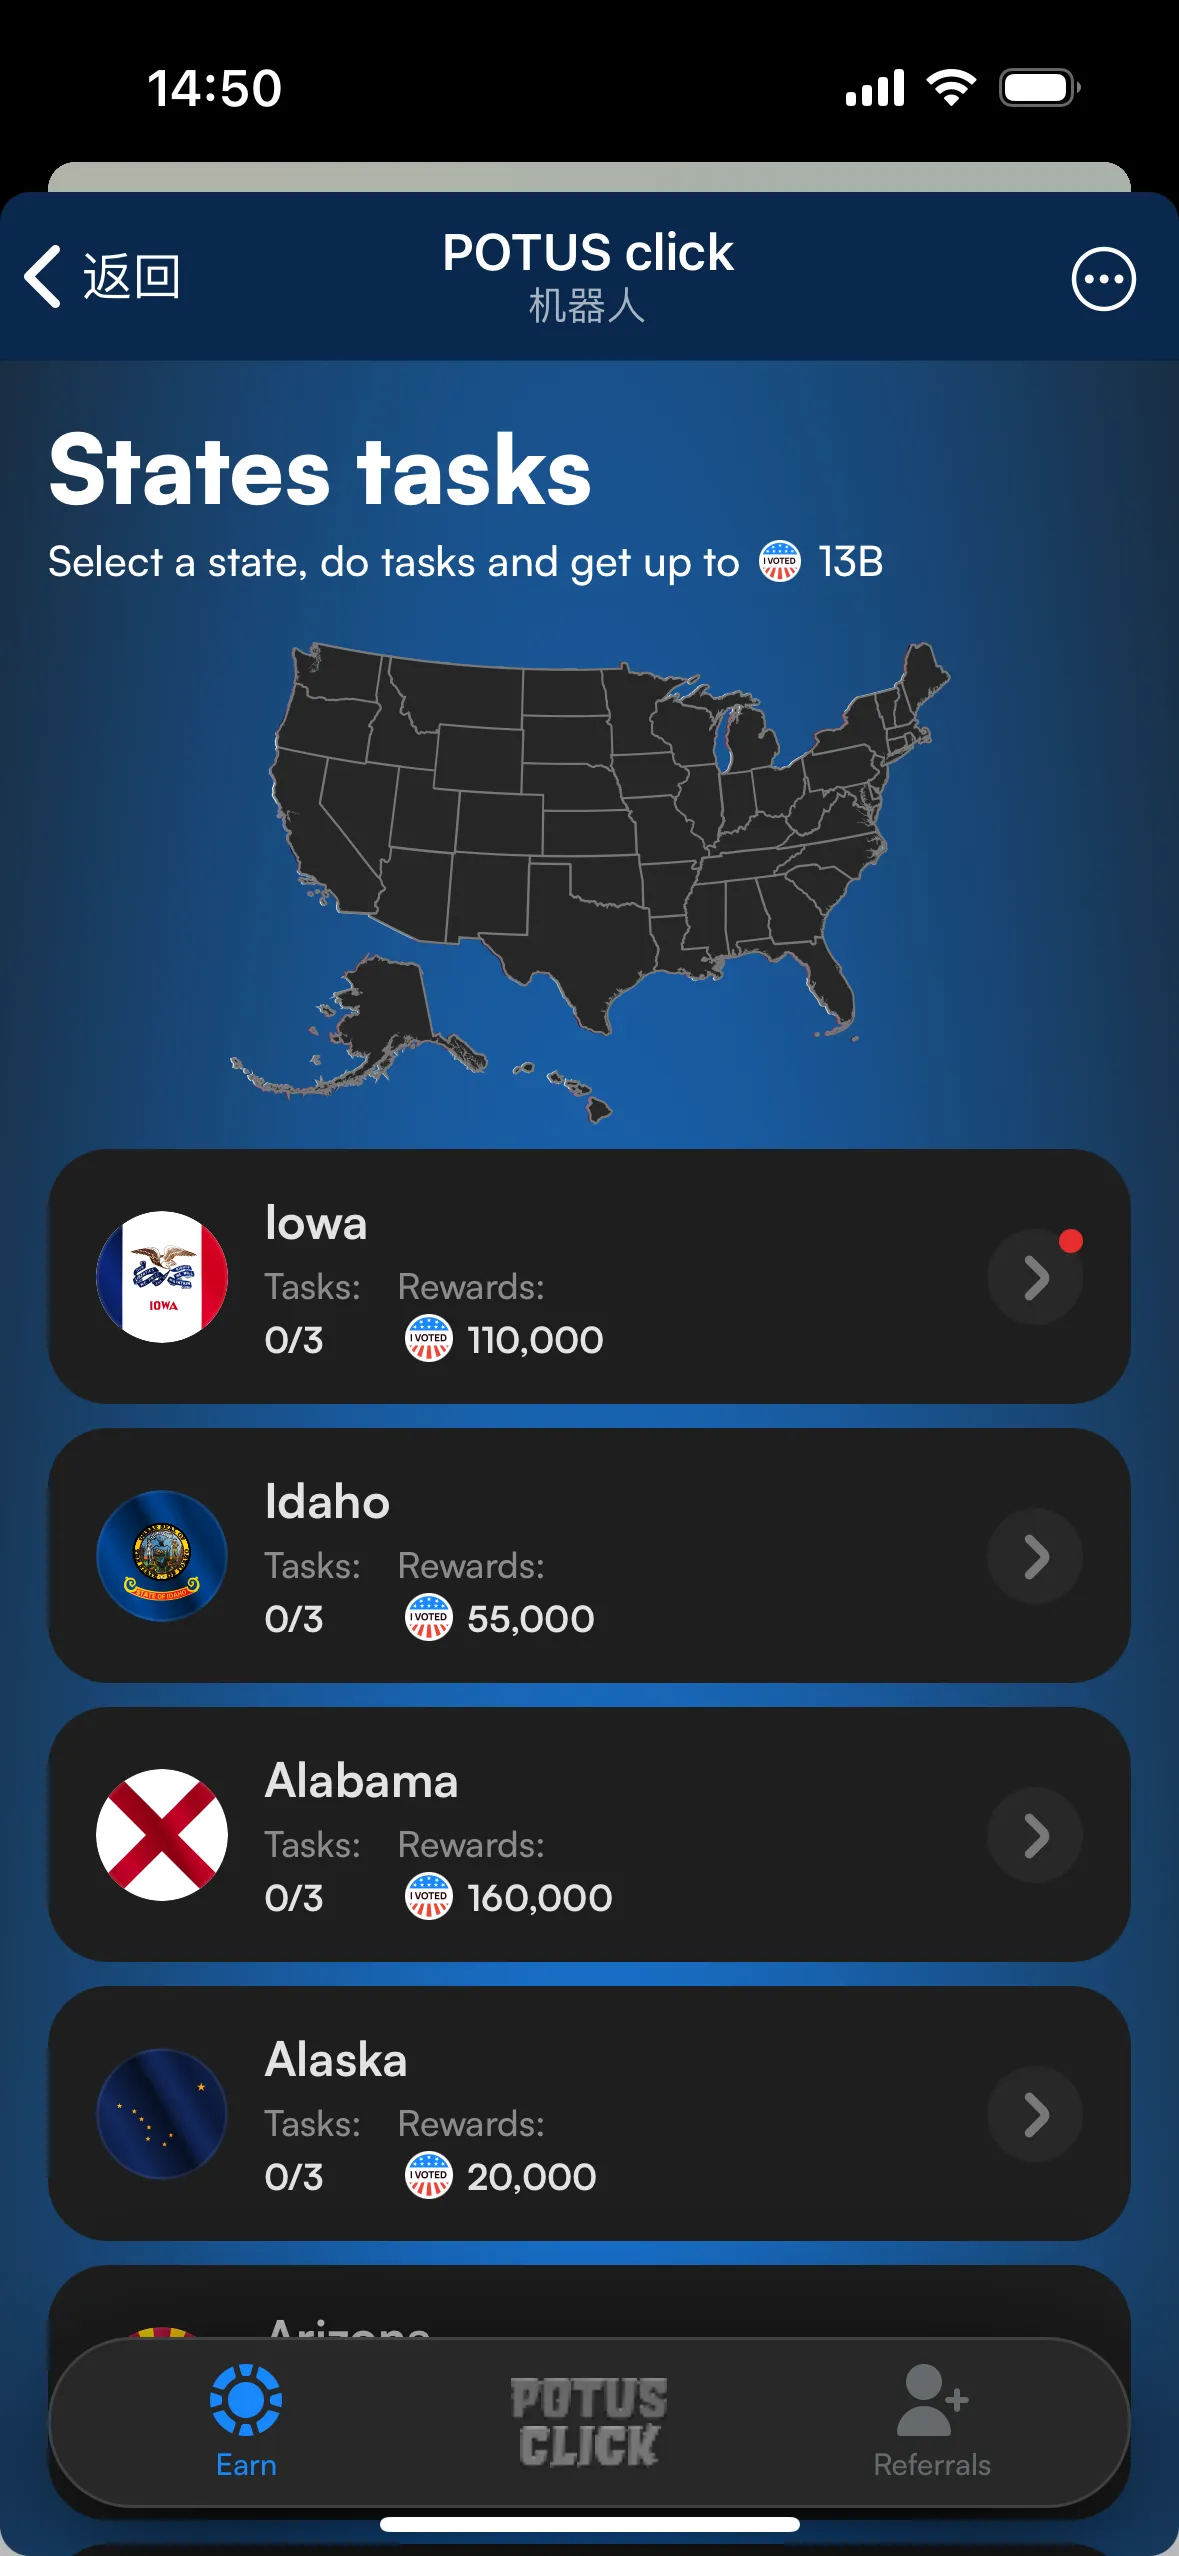 14:50
返回
POTUS click
机器人
States tasks
Select a state, do tasks and get up to I VOTED 13B
Iowa
Tasks: Rewards:
0/3 I VOTED 110,000
IOWA
Idaho
Tasks: Rewards:
0/3 I VOTED 55,000
STATE OF IDAHO
Alabama
Tasks: Rewards:
0/3 I VOTED 160,000
Alaska
Tasks: Rewards:
0/3 I VOTED 20,000
Arizona
POTUS
CLICK
Earn
Referrals